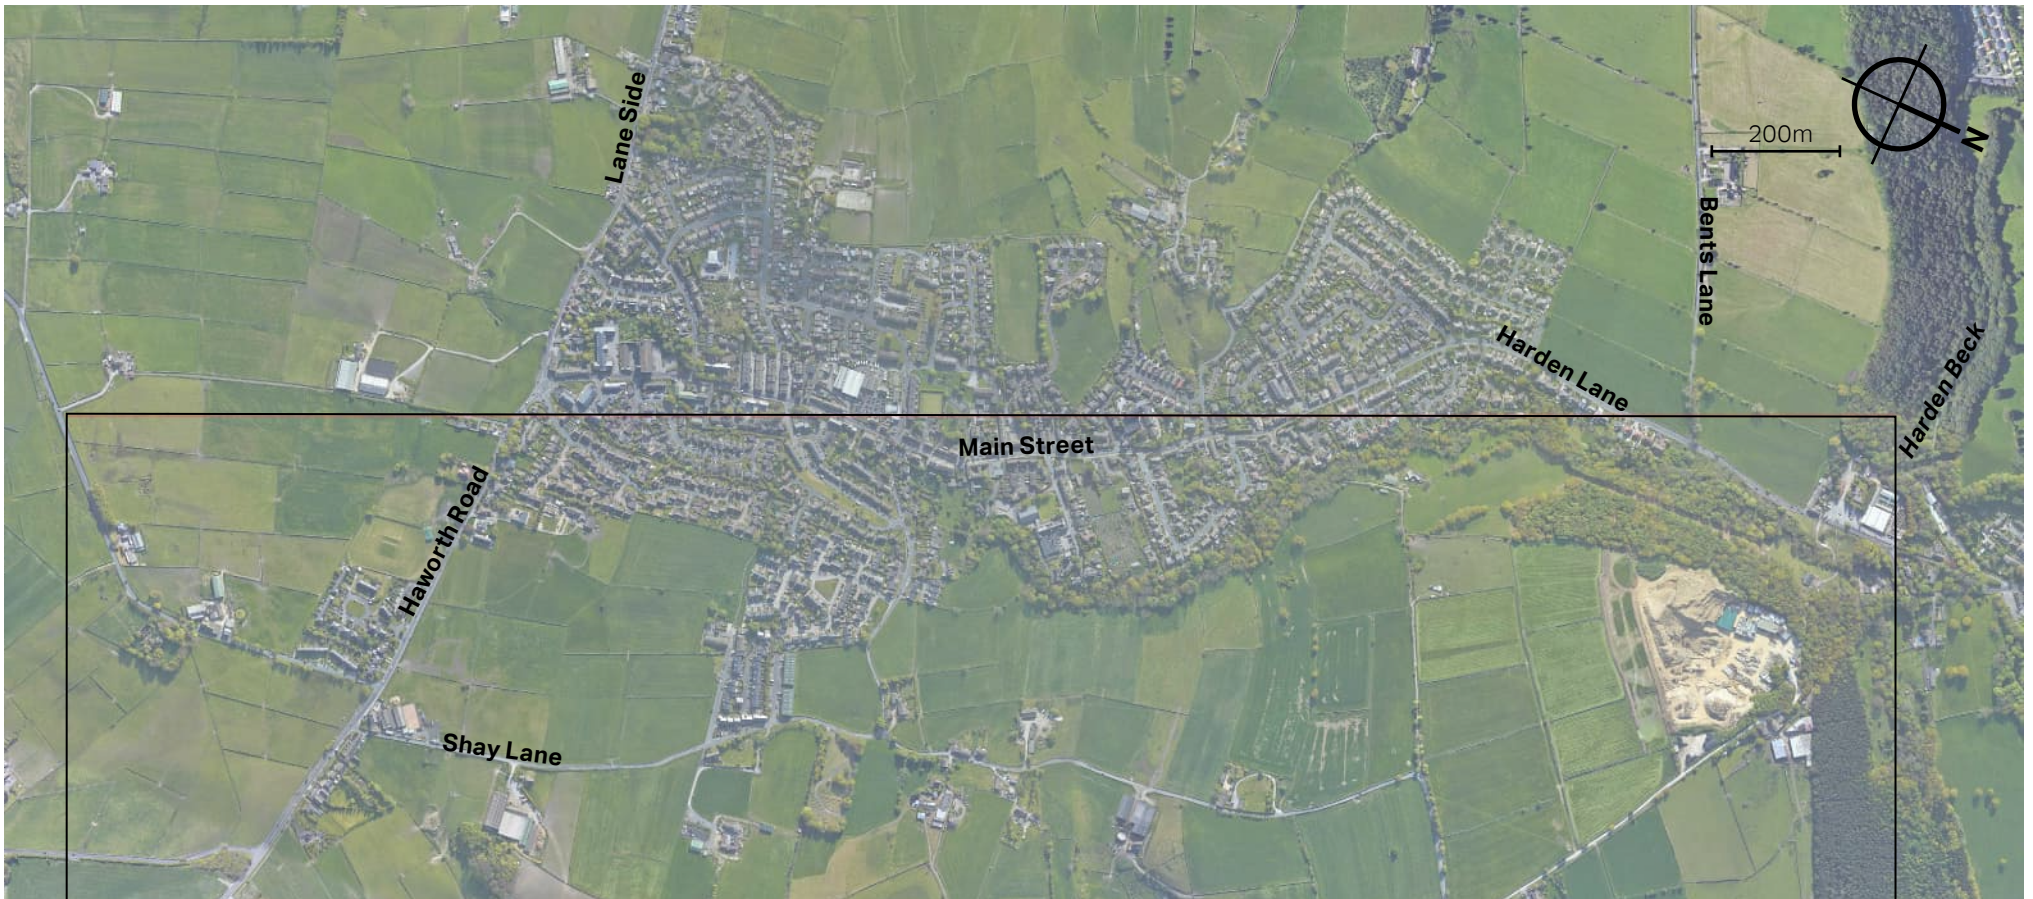 Lane Side
200m
N
Bents Lane
Harden Lane
Harden Beck
Main Street
Haworth Road
Shay Lane